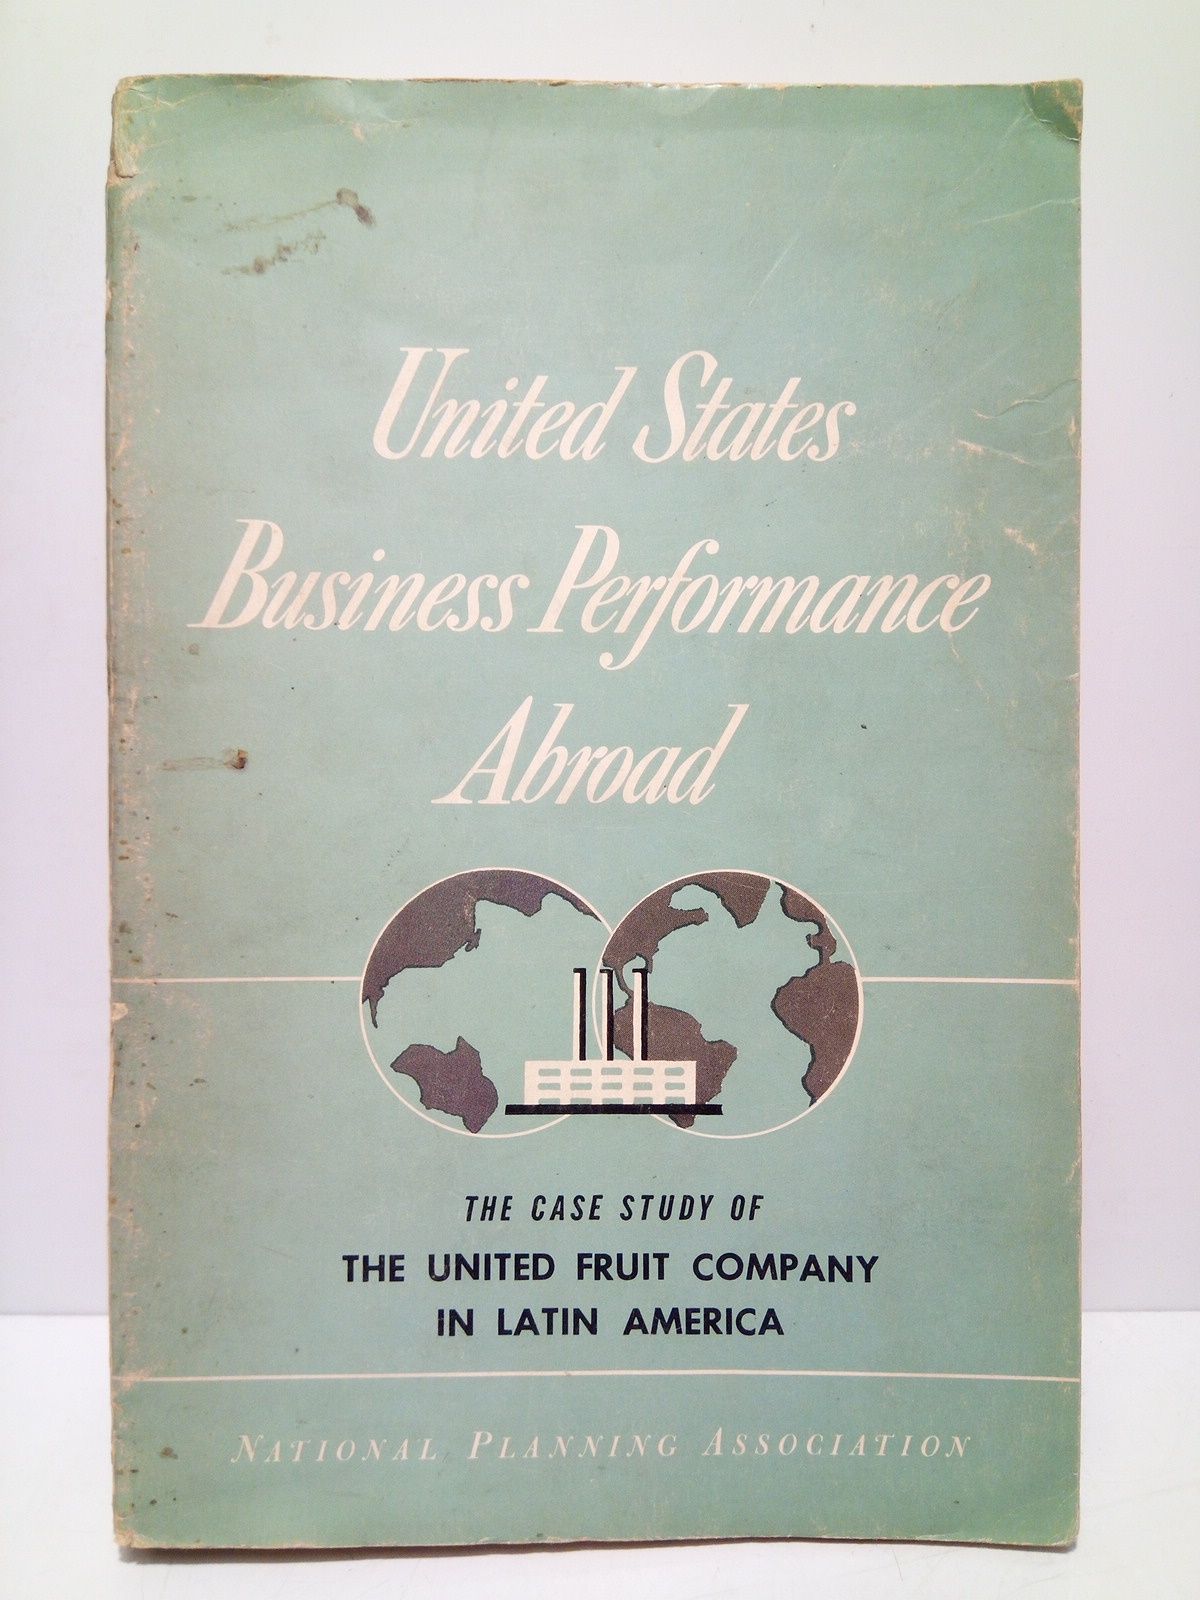 United States
Business Performance
Abroad
THE CASE STUDY OF
THE UNITED FRUIT COMPANY
IN LATIN AMERICA
NATIONAL PLANNING ASSOCIATION